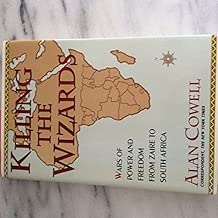 KILLING
THE
WIZARDS
WARS OF
POWER AND
FREEDOM
FROM ZAIRE TO
SOUTH AFRICA
ALAN COWELL
CORRESPONDENT, THE NEW YORK TIMES